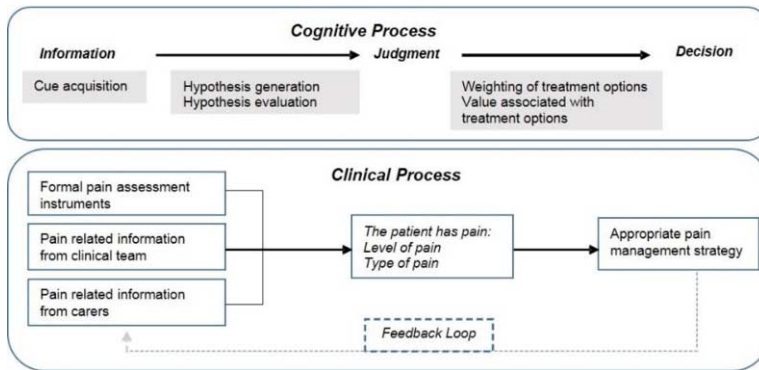 Cognitive Process
Information
Judgment
Decision
Cue acquisition
Hypothesis generation
Hypothesis evaluation
Weighting of treatment options
Value associated with
treatment options
Clinical Process
Formal pain assessment
instruments
Pain related information
from clinical team
Pain related information
from carers
The patient has pain:
Level of pain
Type of pain
Appropriate pain
management strategy
Feedback Loop